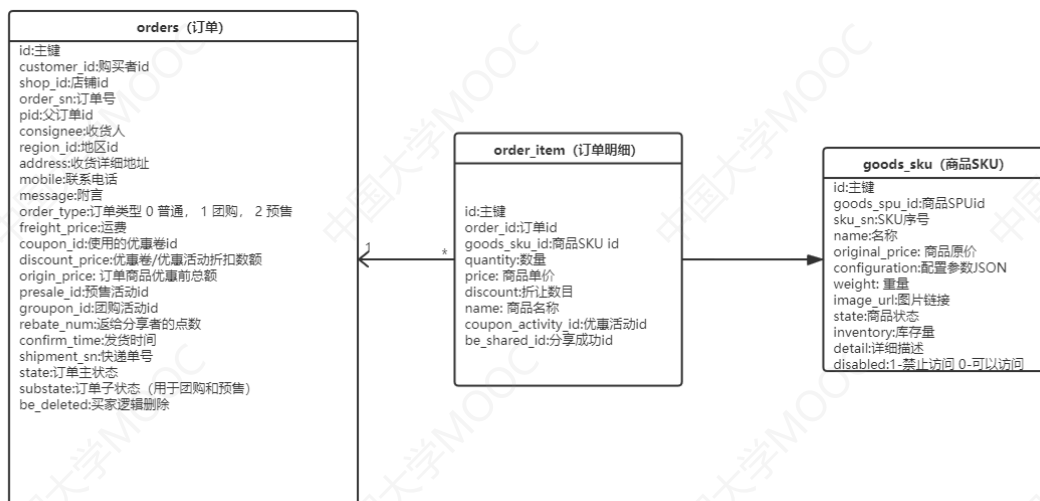 orders（订单）
id:主键
customer_id:购买者id
shop_id:店铺id
order_sn:订单号
pid:父订单id
consignee:收货人
region_id:地区id
address:收货详细地址
mobile:联系电话
message:附言
order_type:订单类型 0 普通， 1 团购， 2 预售
freight_price:运费
coupon_id:使用的优惠卷id
discount_price:优惠卷/优惠活动折扣数额
origin_price: 订单商品优惠前总额
presale_id:预售活动id
groupon_id:团购活动id
rebate_num:返给分享者的点数
confirm_time:发货时间
shipment_sn:快递单号
state:订单主状态
substate:订单子状态（用于团购和预售）
be_deleted:买家逻辑删除
1
*
order_item（订单明细）
id:主键
order_id:订单id
goods_sku_id:商品SKU id
quantity:数量
price: 商品单价
discount:折让数目
name: 商品名称
coupon_activity_id:优惠活动id
be_shared_id:分享成功id
goods_sku（商品SKU）
id:主键
goods_spu_id:商品SPUid
sku_sn:SKU序号
name:名称
original_price: 商品原价
configuration:配置参数JSON
weight: 重量
image_url:图片链接
state:商品状态
inventory:库存量
detail:详细描述
disabled:1-禁止访问 0-可以访问
中国大学MOOC